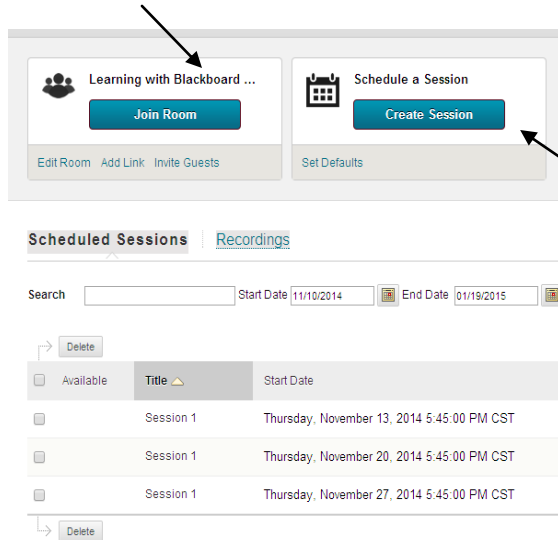 Learning with Blackboard ...
Join Room
Edit Room Add Link Invite Guests
Schedule a Session
Create Session
Set Defaults
Scheduled Sessions Recordings
Search Start Date 11/10/2014 End Date 01/19/2015
Delete
Available Title Start Date
Session 1 Thursday, November 13, 2014 5:45:00 PM CST
Session 1 Thursday, November 20, 2014 5:45:00 PM CST
Session 1 Thursday, November 27, 2014 5:45:00 PM CST
Delete